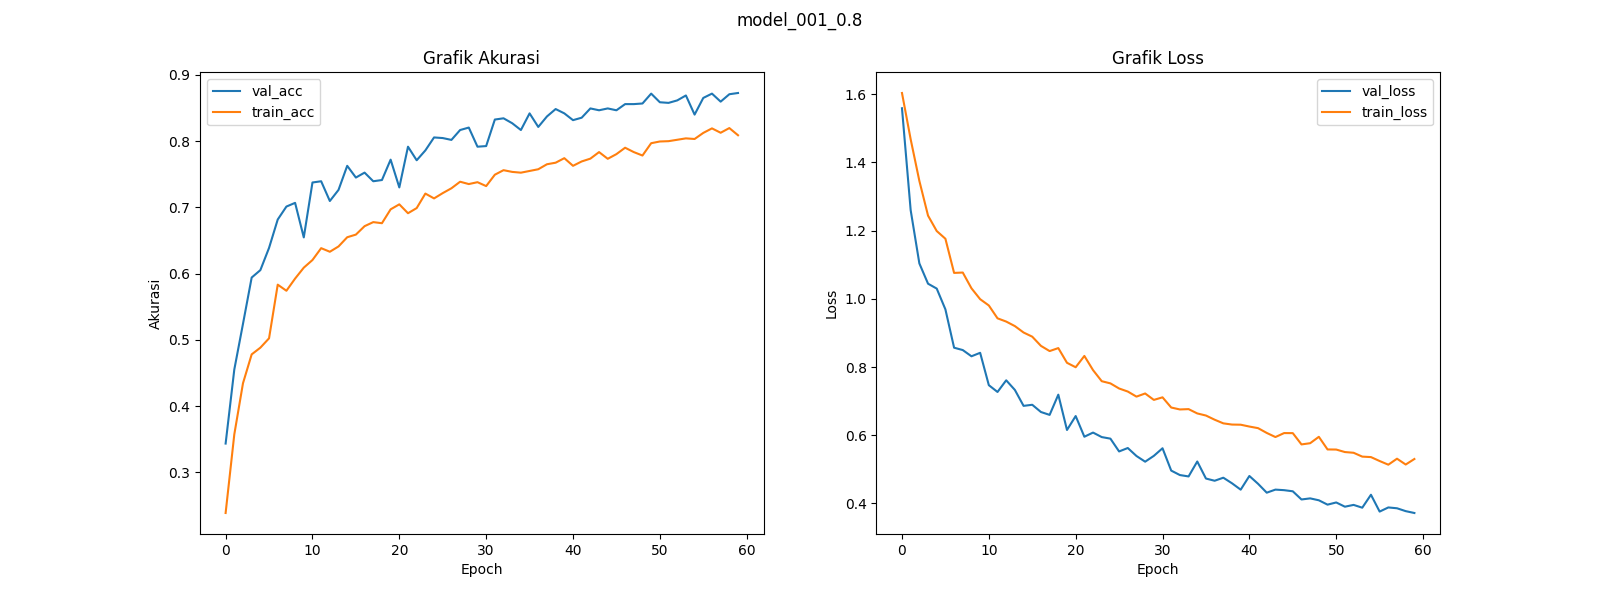 model_001_0.8
Grafik Akurasi
0.9
0.8
0.7
0.6
0.5
0.4
0.3
Akurasi
val_acc
train_acc
0 10 20 30 40 50 60
Epoch
Grafik Loss
1.6
1.4
1.2
1.0
0.8
0.6
0.4
Loss
val_loss
train_loss
0 10 20 30 40 50 60
Epoch